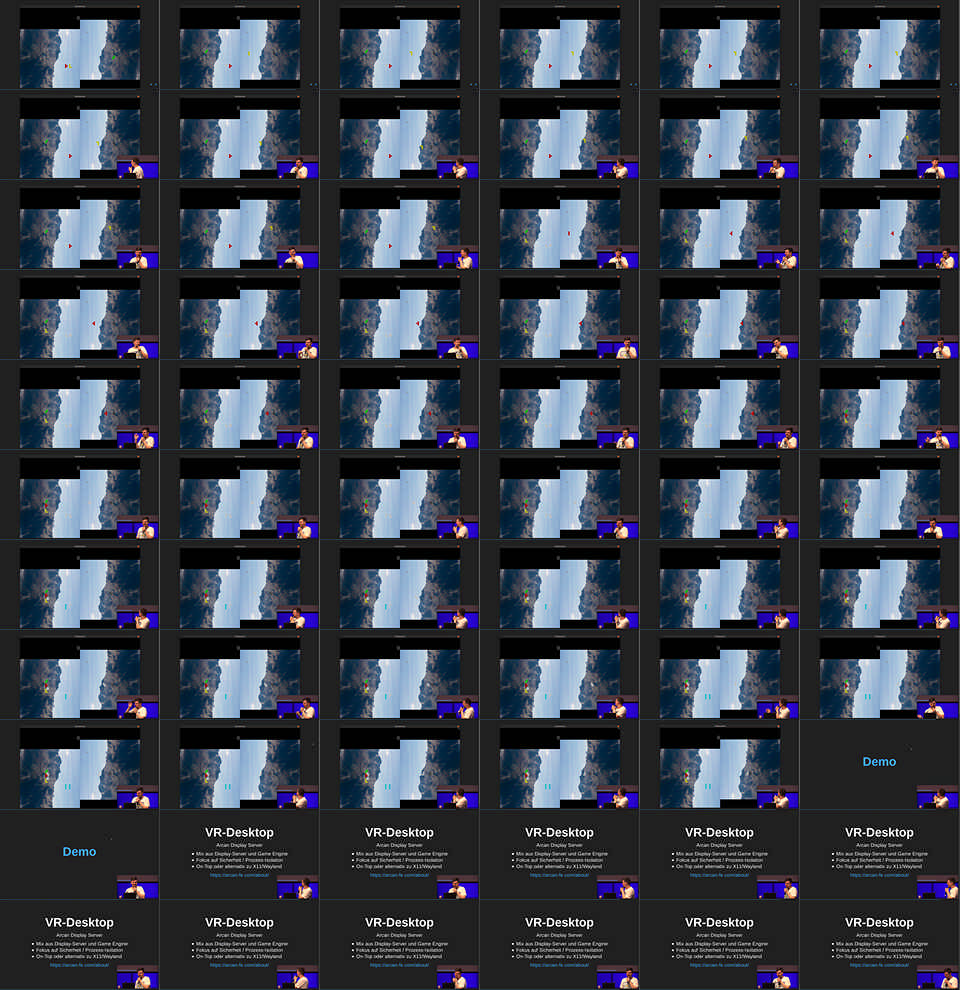 Demo
Demo
VR-Desktop
Arcan Display Server
Mix aus Display-Server und Game Engine
Fokus auf Sicherheit / Prozess-Isolation
On-Top oder alternativ zu X11/Wayland
https://arcan-fe.com/about/
VR-Desktop
Arcan Display Server
Mix aus Display-Server und Game Engine
Fokus auf Sicherheit / Prozess-Isolation
On-Top oder alternativ zu X11/Wayland
https://arcan-fe.com/about/
VR-Desktop
Arcan Display Server
Mix aus Display-Server und Game Engine
Fokus auf Sicherheit / Prozess-Isolation
On-Top oder alternativ zu X11/Wayland
https://arcan-fe.com/about/
VR-Desktop
Arcan Display Server
Mix aus Display-Server und Game Engine
Fokus auf Sicherheit / Prozess-Isolation
On-Top oder alternativ zu X11/Wayland
https://arcan-fe.com/about/
VR-Desktop
Arcan Display Server
Mix aus Display-Server und Game Engine
Fokus auf Sicherheit / Prozess-Isolation
On-Top oder alternativ zu X11/Wayland
https://arcan-fe.com/about/
VR-Desktop
Arcan Display Server
Mix aus Display-Server und Game Engine
Fokus auf Sicherheit / Prozess-Isolation
On-Top oder alternativ zu X11/Wayland
https://arcan-fe.com/about/
VR-Desktop
Arcan Display Server
Mix aus Display-Server und Game Engine
Fokus auf Sicherheit / Prozess-Isolation
On-Top oder alternativ zu X11/Wayland
https://arcan-fe.com/about/
VR-Desktop
Arcan Display Server
Mix aus Display-Server und Game Engine
Fokus auf Sicherheit / Prozess-Isolation
On-Top oder alternativ zu X11/Wayland
https://arcan-fe.com/about/
VR-Desktop
Arcan Display Server
Mix aus Display-Server und Game Engine
Fokus auf Sicherheit / Prozess-Isolation
On-Top oder alternativ zu X11/Wayland
https://arcan-fe.com/about/
VR-Desktop
Arcan Display Server
Mix aus Display-Server und Game Engine
Fokus auf Sicherheit / Prozess-Isolation
On-Top oder alternativ zu X11/Wayland
https://arcan-fe.com/about/
VR-Desktop
Arcan Display Server
Mix aus Display-Server und Game Engine
Fokus auf Sicherheit / Prozess-Isolation
On-Top oder alternativ zu X11/Wayland
https://arcan-fe.com/about/